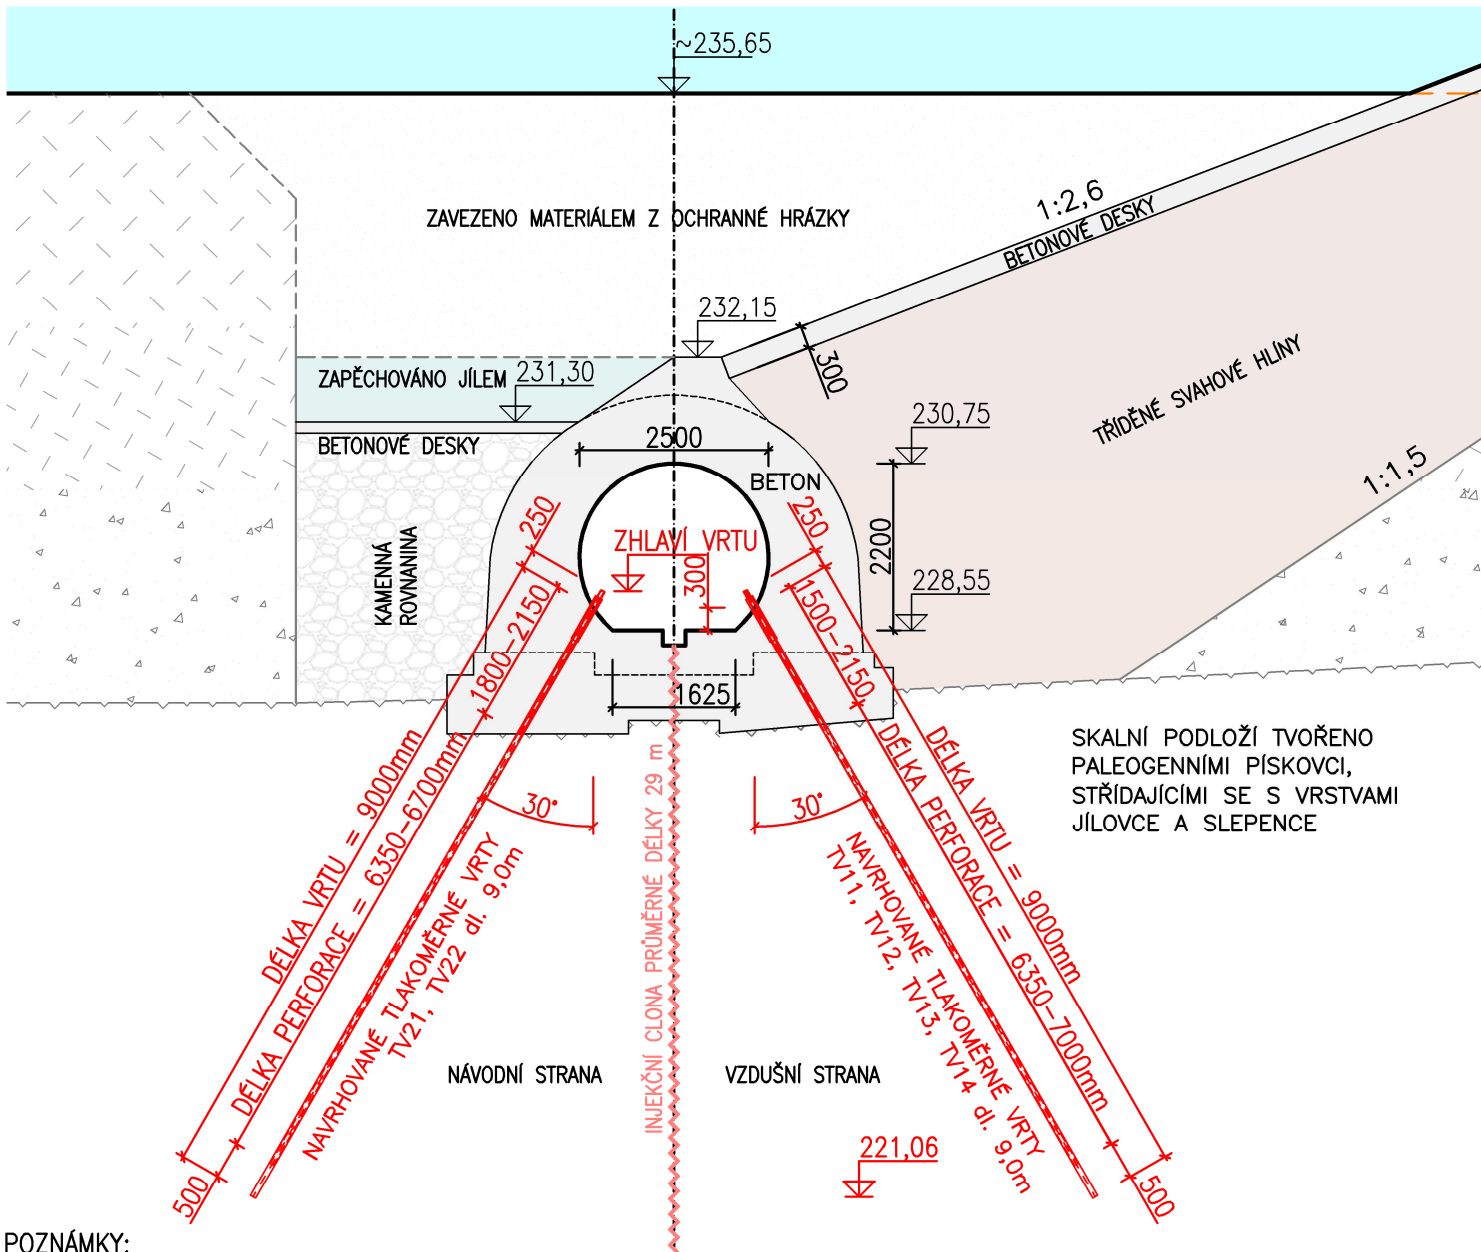 ~235,65
1:2,6
BETONOVÉ DESKY
ZAVEZENO MATERIÁLEM Z OCHRANNÉ HRÁZKY
232,15
300
ZAPĚCHOVÁNO JÍLEM
231,30
TŘÍDĚNÉ SVAHOVÉ HLÍNY
230,75
BETONOVÉ DESKY
2500
BETON
1:1,5
250
250
ZHLAVÍ VRTU
300
2200
KAMENNÁ
ROVNANINA
228,55
1800-2150
1500-2150
1625
SKALNÍ PODLOŽÍ TVOŘENO
PALEOGENNÍMI PÍSKOVCI,
STŘÍDAJÍCÍMI SE S VRSTVAMI
JÍLOVCE A SLEPENCE
30°
30°
DÉLKA VRTU = 9000mm
DÉLKA PERFORACE = 6350-6700mm
NAVRHOVANÉ TLAKOMĚRNÉ VRTY
TV21, TV22 dl. 9,0m
INJEKČNÍ CLONA PRŮMĚRNÉ DÉLKY 29 m
DÉLKA VRTU = 9000mm
DÉLKA PERFORACE = 6350-7000mm
NAVRHOVANÉ TLAKOMĚRNÉ VRTY
TV11, TV12, TV13, TV14 dl. 9,0m
NÁVODNÍ STRANA
VZDUŠNÍ STRANA
221,06
500
500
POZNÁMKY: